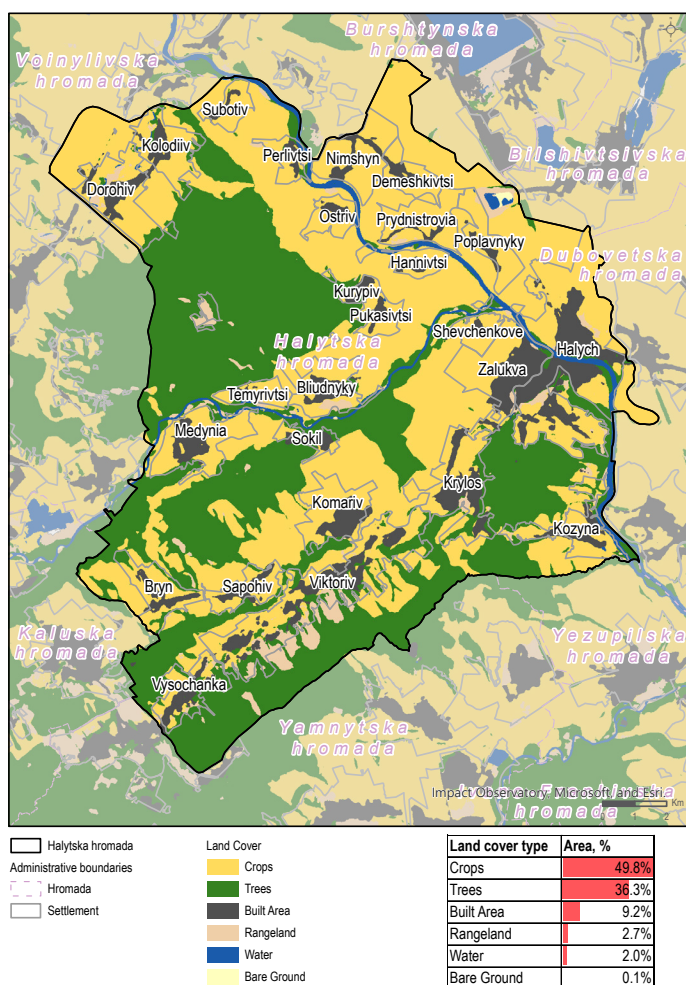 Burshtynska
hromada
Voinylivska
hromada
Subotiv
Kolodiiv
Perlivtsi
Nimshyn
Bilshivtsivska
hromada
Dorohiv
Demeshkivtsi
Ostriv
Prydnistrovia
Poplavnyky
Dubovetska
hromada
Hannivtsi
Kurypiv
Pukasivtsi
Shevchenkove
Halytska
hromada
Halych
Zalukva
Bliudnyky
Temyrivtsi
Medynia
Sokil
Krylos
Komariv
Kozyna
Viktoriv
Bryn
Sapohiv
Kaluska
hromada
Yezupilska
hromada
Vysochanka
Yamnytska
hromada
Impact Observatory, Microsoft, and Esri.
hromada
0 1 2 Km
Halytska hromada
Administrative boundaries
Hromada
Settlement
Land Cover
Crops
Trees
Built Area
Rangeland
Water
Bare Ground
Land cover type Area, %
Crops 49.8%
Trees 36.3%
Built Area 9.2%
Rangeland 2.7%
Water 2.0%
Bare Ground 0.1%